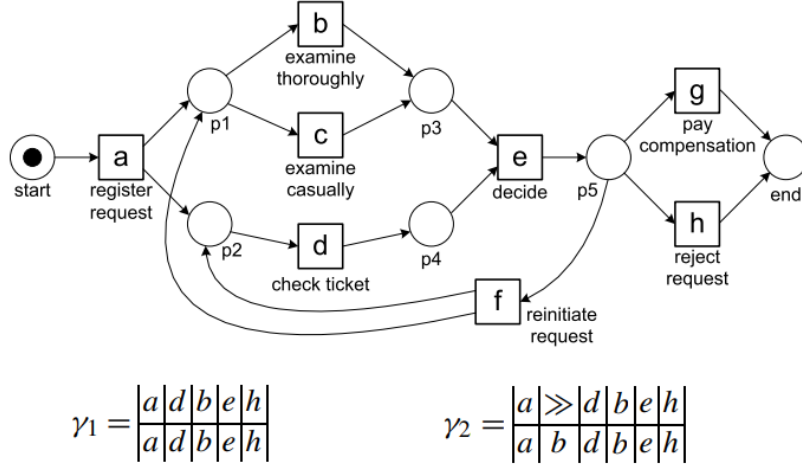 b
examine
thoroughly
p1
c
examine
casually
p3
start
a
register
request
p2
d
check ticket
p4
e
decide
p5
g
pay
compensation
h
reject
request
end
f
reinitiate
request
γ₁ = |a|d|b|e|h|
|a|d|b|e|h|
γ₂ = |a|≫|d|b|e|h|
|a|b|d|b|e|h|